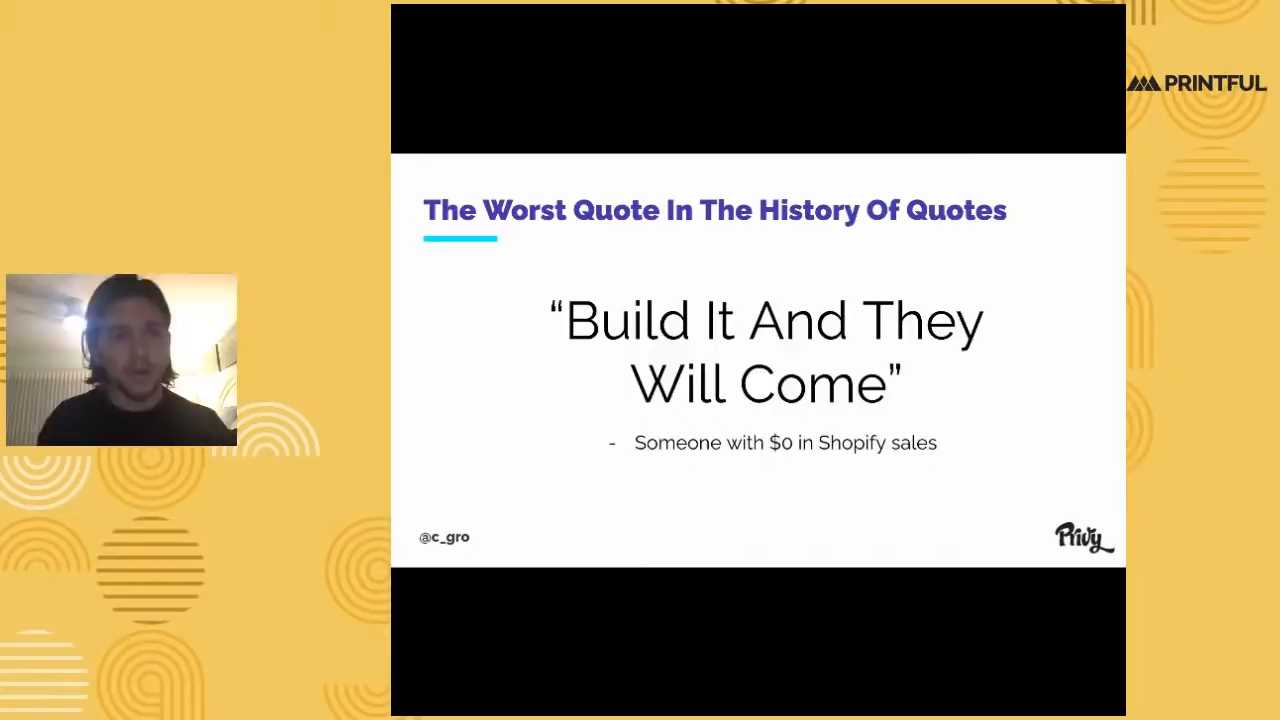 PRINTFUL
The Worst Quote In The History Of Quotes
“Build It And They
Will Come”
- Someone with $0 in Shopify sales
@c_gro
Privy